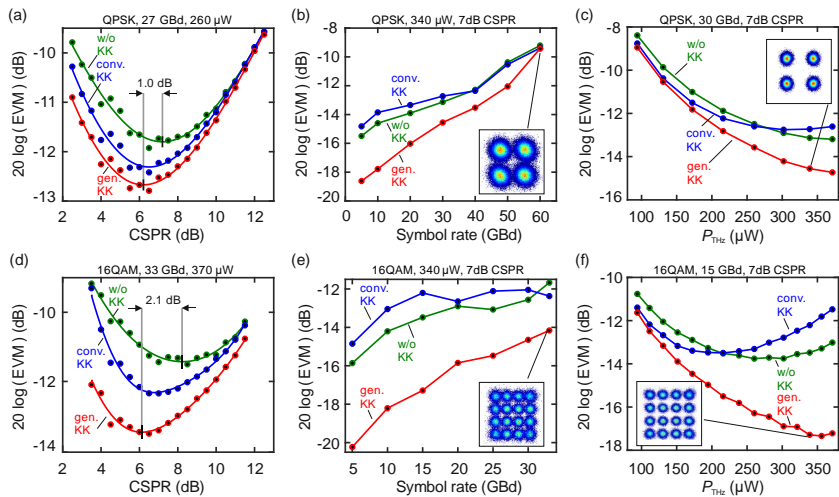 (a)
QPSK, 27 GBd, 260 µW
20 log ( EVM ) (dB)
-10
-11
-12
-13
w/o
KK
conv.
KK
1.0 dB
gen.
KK
2 4 6 8 10 12
CSPR (dB)
(b)
QPSK, 340 µW, 7dB CSPR
20 log ( EVM ) (dB)
-8
-10
-12
-14
-16
-18
-20
conv.
KK
w/o
KK
gen.
KK
0 10 20 30 40 50 60
Symbol rate (GBd)
(c)
QPSK, 30 GBd, 7dB CSPR
20 log ( EVM ) (dB)
-8
-10
-12
-14
-16
w/o
KK
conv.
KK
gen.
KK
100 150 200 250 300 350
P_THz (µW)
(d)
16QAM, 33 GBd, 370 µW
20 log ( EVM ) (dB)
-10
-12
-14
w/o
KK
2.1 dB
conv.
KK
gen.
KK
2 4 6 8 10 12
CSPR (dB)
(e)
16QAM, 340 µW, 7dB CSPR
20 log ( EVM ) (dB)
-12
-14
-16
-18
-20
conv.
KK
w/o
KK
gen.
KK
5 10 15 20 25 30
Symbol rate (GBd)
(f)
16QAM, 15 GBd, 7dB CSPR
20 log ( EVM ) (dB)
-10
-12
-14
-16
-18
conv.
KK
w/o
KK
gen.
KK
100 150 200 250 300 350
P_THz (µW)